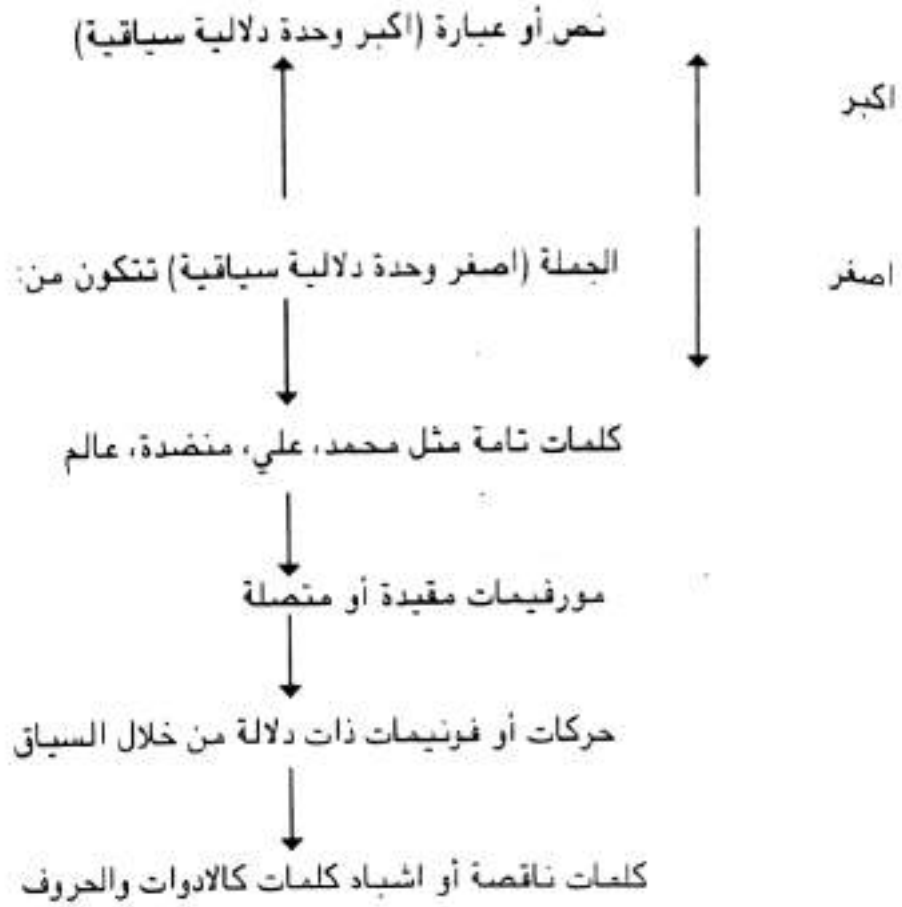 نص أو عبارة (اكبر وحدة دلالية سياقية)
اكبر
الجملة (اصغر وحدة دلالية سياقية) تتكون من:
اصغر
كلمات تامة مثل محمد، علي، منضدة، عالم
مورفيمات مقيدة أو متصلة
حركات أو فونيمات ذات دلالة من خلال السياق
كلمات ناقصة أو اشباه كلمات كالادوات والحروف